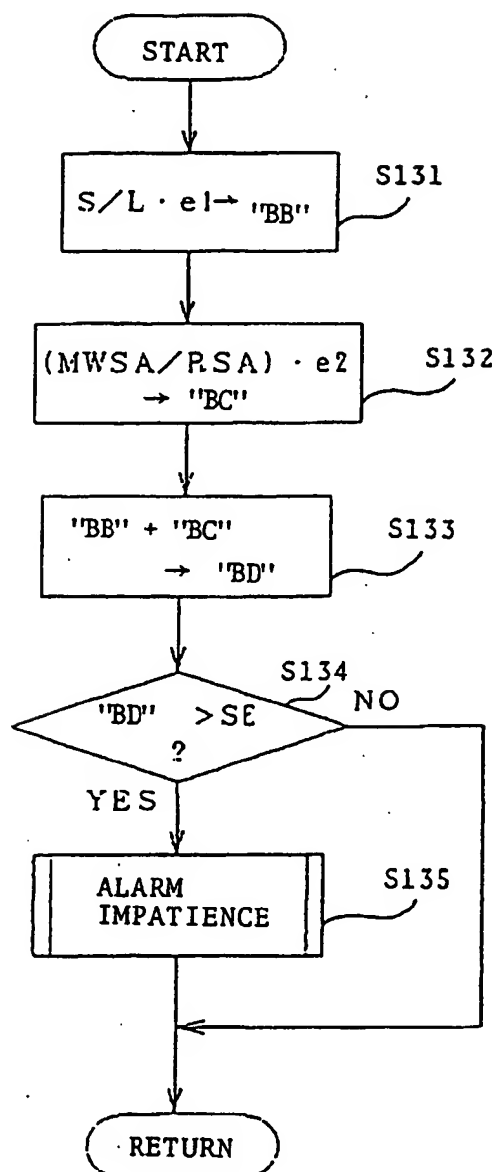 START
S/L · e1→ "BB"
S131
(MWSA/RSA) · e2
→ "BC"
S132
"BB" + "BC"
→ "BD"
S133
S134
"BD" > SE
?
NO
YES
ALARM
IMPATIENCE
S135
RETURN